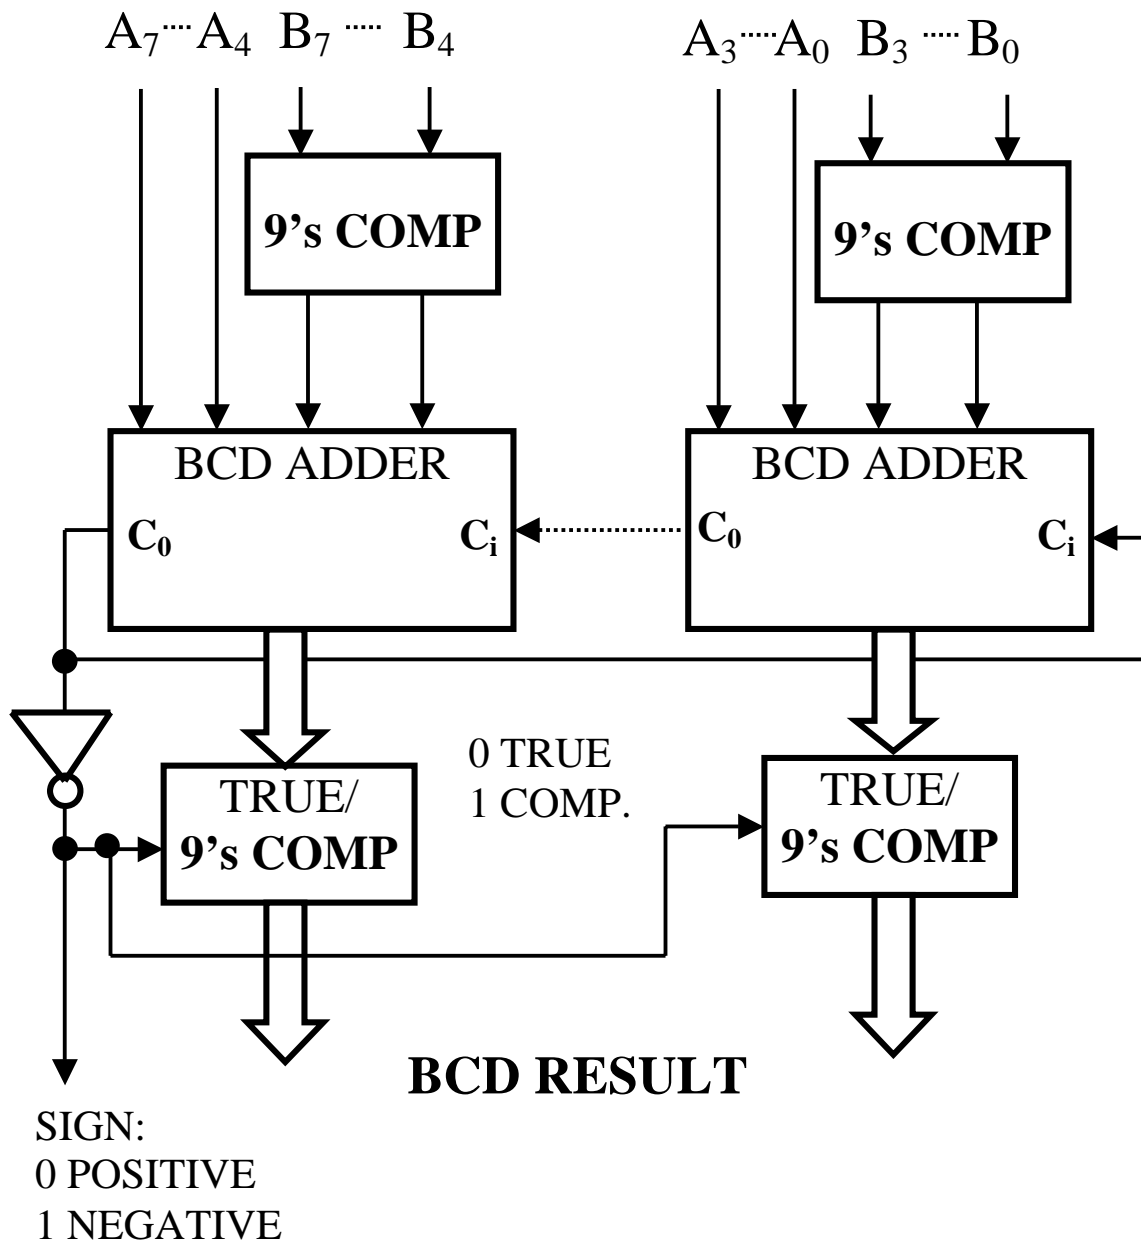 A7 ..... A4 B7 ..... B4 A3 ..... A0 B3 ..... B0
9's COMP
9's COMP
BCD ADDER
C0 Ci
BCD ADDER
C0 Ci
0 TRUE
1 COMP.
TRUE/
9's COMP
TRUE/
9's COMP
BCD RESULT
SIGN:
0 POSITIVE
1 NEGATIVE